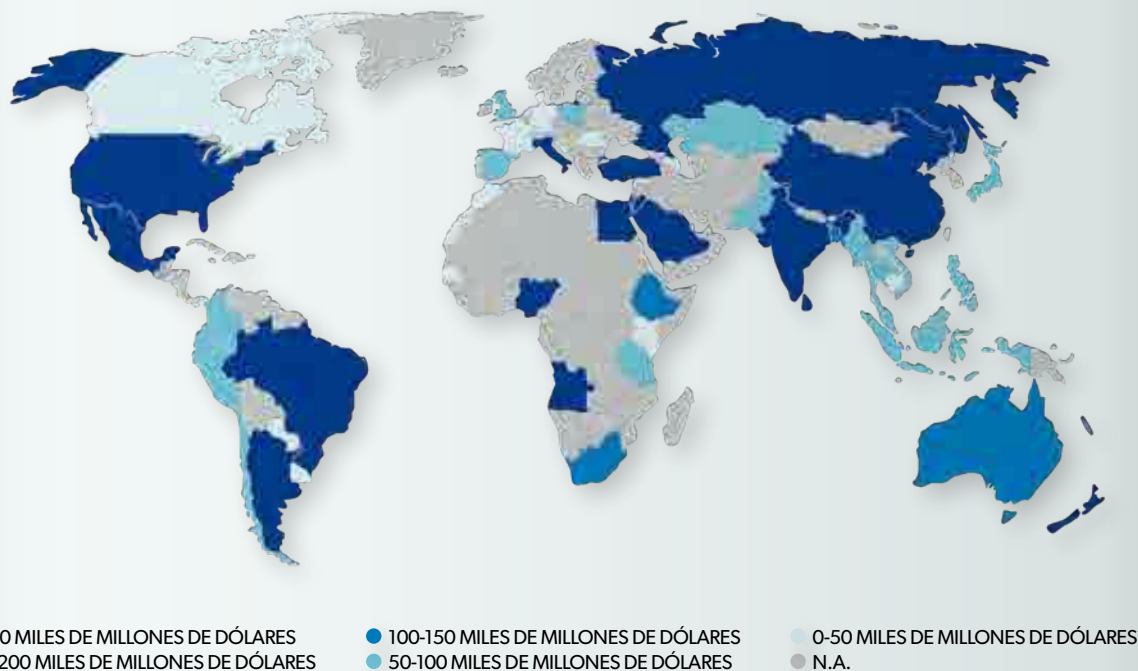 0 MILES DE MILLONES DE DÓLARES
200 MILES DE MILLONES DE DÓLARES
100-150 MILES DE MILLONES DE DÓLARES
50-100 MILES DE MILLONES DE DÓLARES
0-50 MILES DE MILLONES DE DÓLARES
N.A.